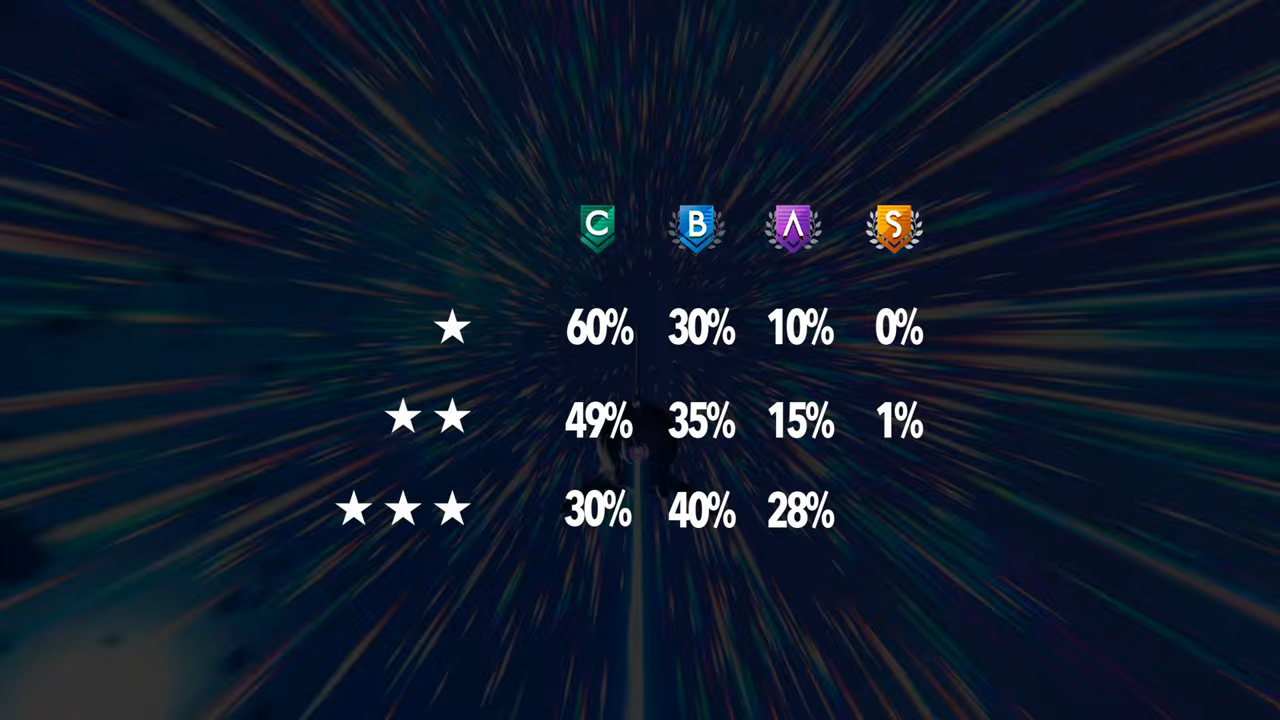 C B A S
★ 60% 30% 10% 0%
★ ★ 49% 35% 15% 1%
★ ★ ★ 30% 40% 28%